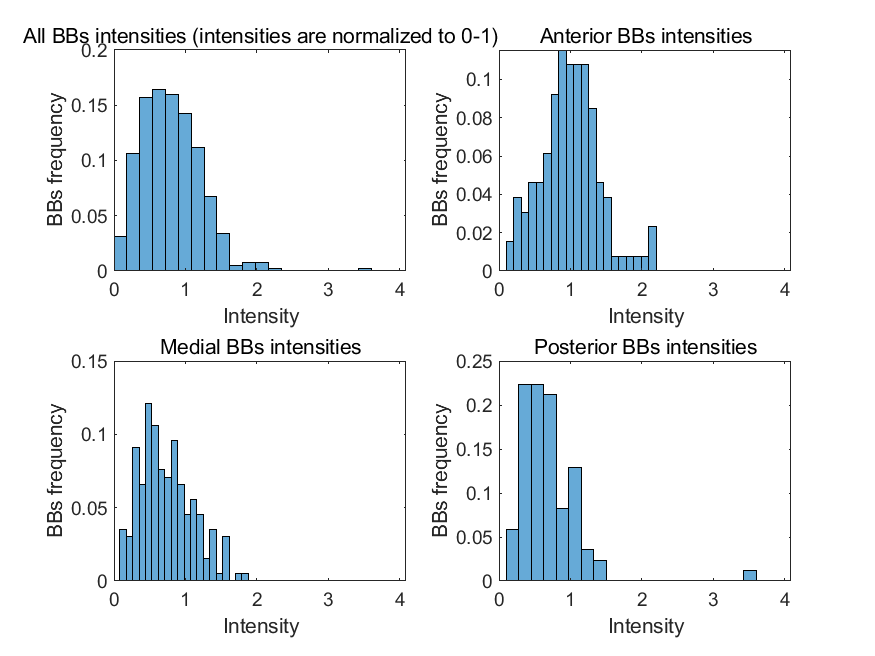 All BBs intensities (intensities are normalized to 0-1)
0.2
0.15
0.1
0.05
0
BBs frequency
0 1 2 3 4
Intensity
Anterior BBs intensities
0.1
0.08
0.06
0.04
0.02
0
BBs frequency
0 1 2 3 4
Intensity
Medial BBs intensities
0.15
0.1
0.05
0
BBs frequency
0 1 2 3 4
Intensity
Posterior BBs intensities
0.25
0.2
0.15
0.1
0.05
0
BBs frequency
0 1 2 3 4
Intensity